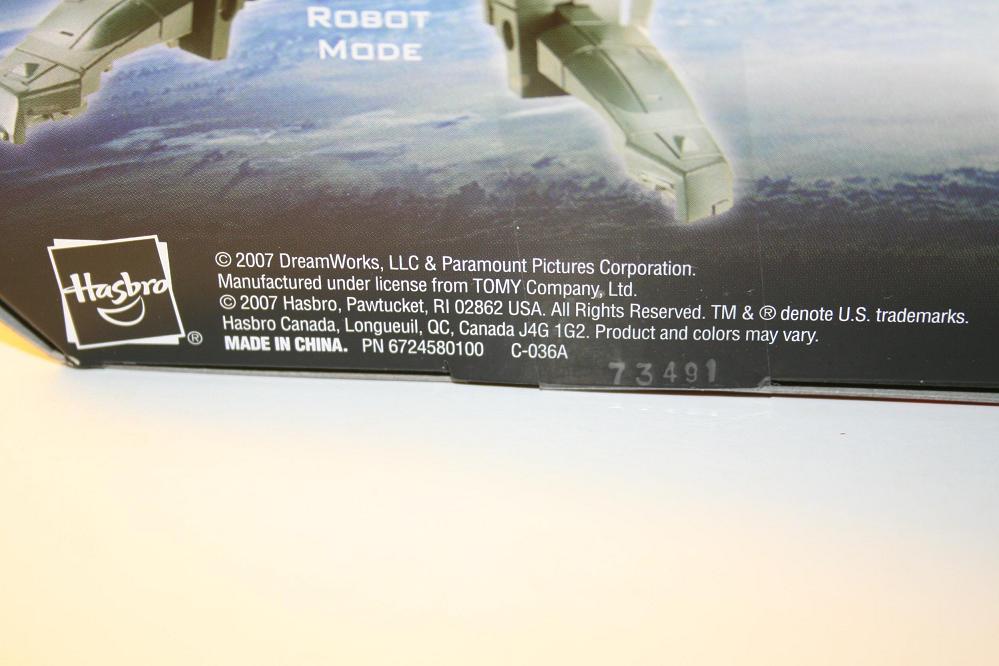 ROBOT
MODE
Hasbro
®
© 2007 DreamWorks, LLC & Paramount Pictures Corporation.
Manufactured under license from TOMY Company, Ltd.
© 2007 Hasbro, Pawtucket, RI 02862 USA. All Rights Reserved. TM & ® denote U.S. trademarks.
Hasbro Canada, Longueuil, QC, Canada J4G 1G2. Product and colors may vary.
MADE IN CHINA. PN 6724580100 C-036A
73491